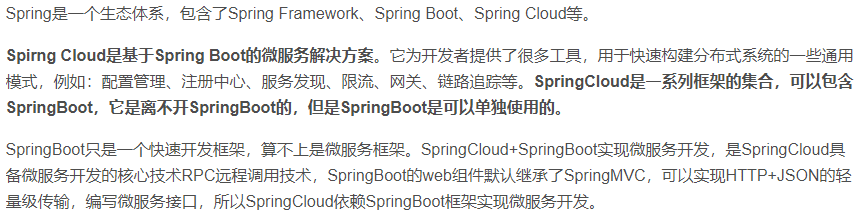 Spring是一个生态体系，包含了Spring Framework、Spring Boot、Spring Cloud等。
Spirng Cloud是基于Spring Boot的微服务解决方案。它为开发者提供了很多工具，用于快速构建分布式系统的一些通用
模式，例如：配置管理、注册中心、服务发现、限流、网关、链路追踪等。SpringCloud是一系列框架的集合，可以包含
SpringBoot，它是离不开SpringBoot的，但是SpringBoot是可以单独使用的。
SpringBoot只是一个快速开发框架，算不上是微服务框架。SpringCloud+SpringBoot实现微服务开发，是SpringCloud具
备微服务开发的核心技术RPC远程调用技术，SpringBoot的web组件默认继承了SpringMVC，可以实现HTTP+JSON的轻
量级传输，编写微服务接口，所以SpringCloud依赖SpringBoot框架实现微服务开发。